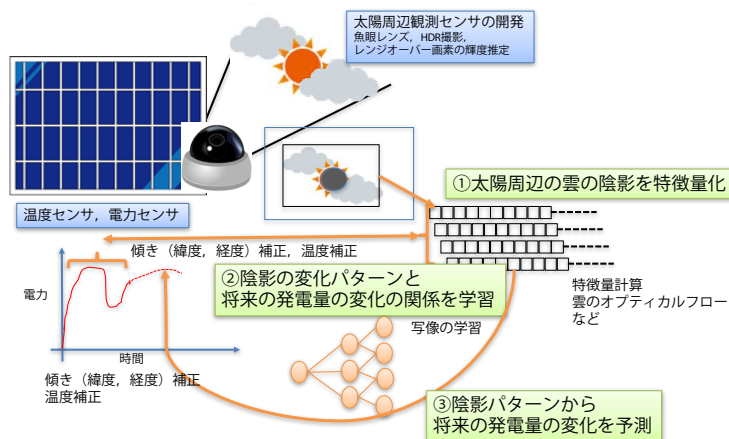 太陽周辺観測センサの開発
魚眼レンズ，HDR撮影，
レンジオーバー画素の輝度推定
①太陽周辺の雲の陰影を特徴量化
温度センサ，電力センサ
傾き（緯度，経度）補正，温度補正
②陰影の変化パターンと
将来の発電量の変化の関係を学習
特徴量計算
雲のオプティカルフロー
など
電力
写像の学習
時間
傾き（緯度，経度）補正
温度補正
③陰影パターンから
将来の発電量の変化を予測